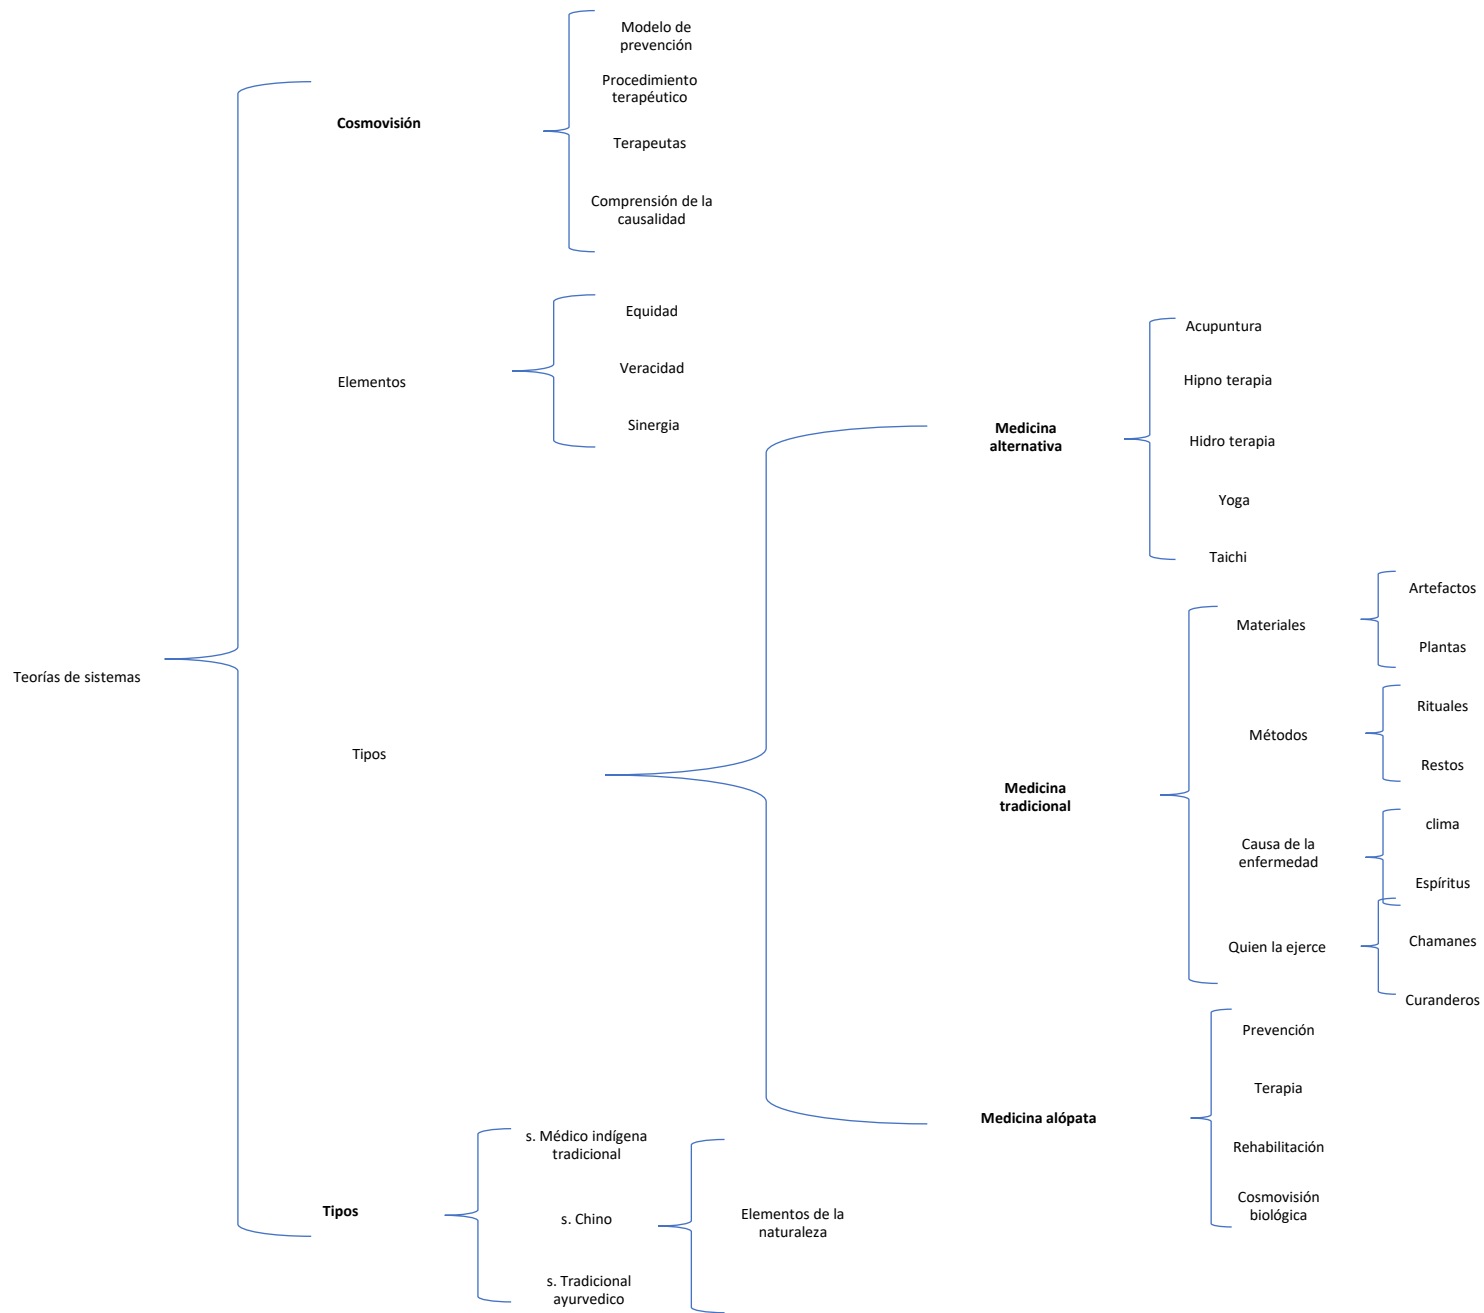 Teorías de sistemas
Cosmovisión
Modelo de
prevención
Procedimiento
terapéutico
Terapeutas
Comprensión de la
causalidad
Elementos
Equidad
Veracidad
Sinergia
Tipos
Medicina
alternativa
Acupuntura
Hipno terapia
Hidro terapia
Yoga
Taichi
Medicina
tradicional
Materiales
Artefactos
Plantas
Métodos
Rituales
Restos
Causa de la
enfermedad
clima
Espíritus
Quien la ejerce
Chamanes
Curanderos
Medicina alópata
Prevención
Terapia
Rehabilitación
Cosmovisión
biológica
Tipos
s. Médico indígena
tradicional
s. Chino
Elementos de la
naturaleza
s. Tradicional
ayurvedico